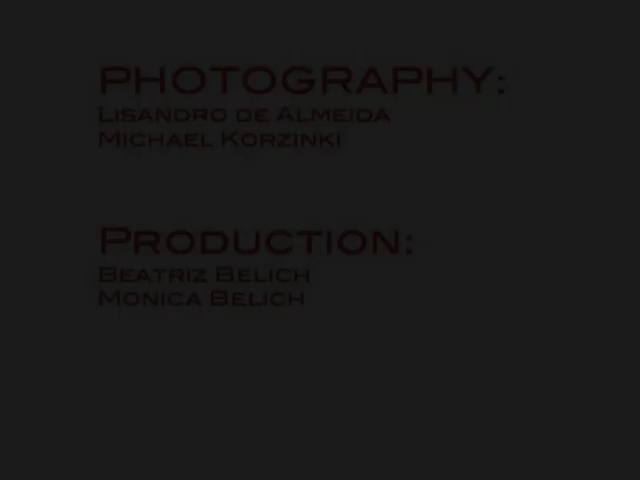 PHOTOGRAPHY:
LISANDRO DE ALMEIDA
MICHAEL KORZINKI
PRODUCTION:
BEATRIZ BELICH
MONICA BELICH